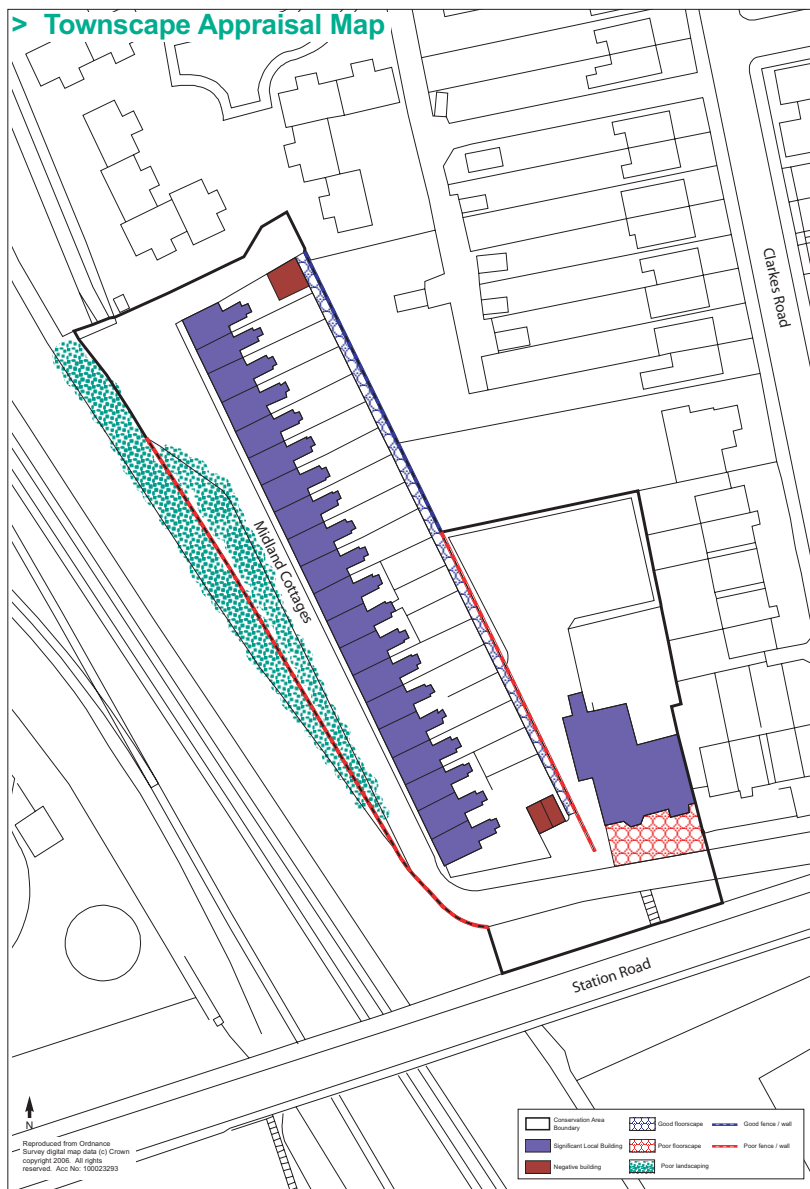 > Townscape Appraisal Map
Clarkes Road
Midland Cottages
Station Road
N
Reproduced from Ordnance
Survey digital map data (c) Crown
copyright 2006. All rights
reserved. Acc No: 100023293
Conservation Area
Boundary
Good floorscape
Good fence / wall
Significant Local Building
Poor floorscape
Poor fence / wall
Negative building
Poor landscaping